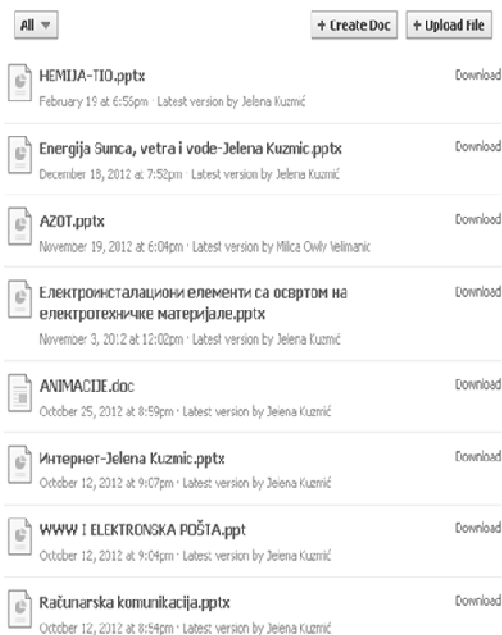 All
+ Create Doc
+ Upload File
HEMIJA-TIO.pptx
Download
February 19 at 6:56pm · Latest version by Jelena Kuzmić
Energija Sunca, vetra i vode-Jelena Kuzmic.pptx
Download
December 18, 2012 at 7:52pm · Latest version by Jelena Kuzmić
AZOT.pptx
Download
November 19, 2012 at 6:04pm · Latest version by Milica Owly Velimanic
Електроинсталациони елементи са освртом на
Download
електротехничке материјале.pptx
November 3, 2012 at 12:02pm · Latest version by Jelena Kuzmić
ANIMACIJE.doc
Download
October 25, 2012 at 8:59pm · Latest version by Jelena Kuzmić
Интернет-Jelena Kuzmic.pptx
Download
October 12, 2012 at 9:07pm · Latest version by Jelena Kuzmić
WWW I ELEKTRONSKA POŠTA.ppt
Download
October 12, 2012 at 9:04pm · Latest version by Jelena Kuzmić
Računarska komunikacija.pptx
Download
October 12, 2012 at 8:54pm · Latest version by Jelena Kuzmić